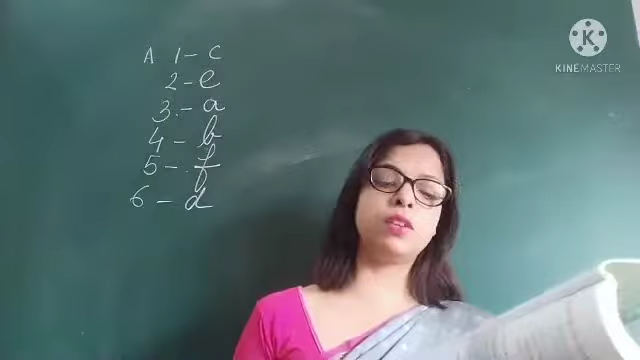 A 1 - C
2 - e
3. - a
4 - b
5 - f
6 - d
K
KINEMASTER